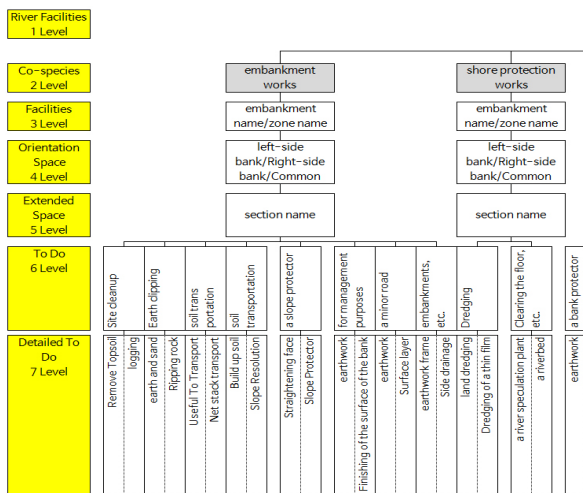 River Facilities
1 Level
Co-species
2 Level
embankment
works
shore protection
works
Facilities
3 Level
embankment
name/zone name
embankment
name/zone name
Orientation
Space
4 Level
left-side
bank/Right-side
bank/Common
left-side
bank/Right-side
bank/Common
Extended
Space
5 Level
section name
section name
To Do
6 Level
Site cleanup
Earth clipping
soil trans
portation
soil
transportation
a slope protector
for management
purposes
a minor road
embankments,
etc.
Dredging
Clearing the floor,
etc.
a bank protector
Detailed To
Do
7 Level
Remove Topsoil
logging
earth and sand
Ripping rock
Useful To Transport
Net stack transport
Build up soil
Slope Resolution
Straightening face
Slope Protector
earthwork
Finishing of the surface of the bank
earthwork
Surface layer
earthwork frame
Side drainage
land dredging
Dredging of a thin film
a river speculation plant
a riverbed
earthwork